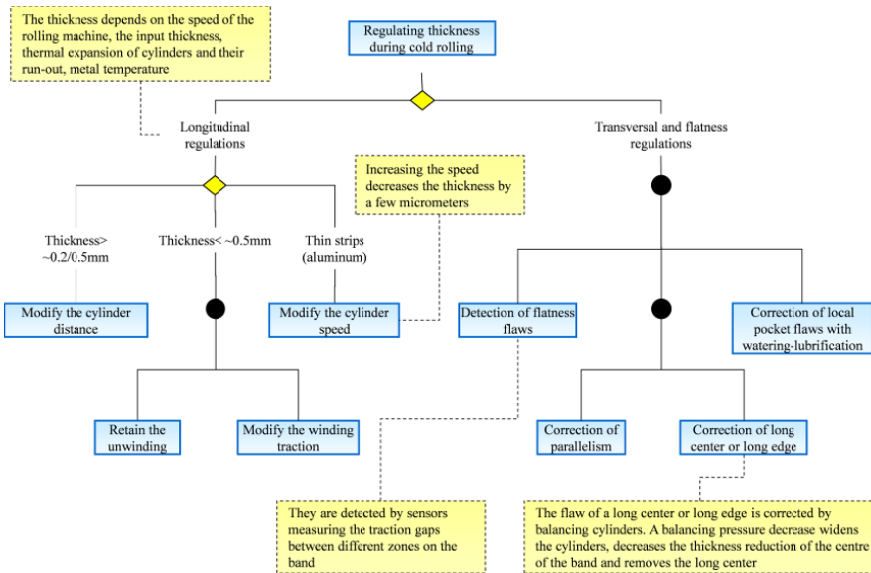 The thickness depends on the speed of the
rolling machine, the input thickness,
thermal expansion of cylinders and their
run-out, metal temperature
Regulating thickness
during cold rolling
Longitudinal
regulations
Transversal and flatness
regulations
Increasing the speed
decreases the thickness by
a few micrometers
Thickness>
~0.2/0.5mm
Thickness< ~0.5mm
Thin strips
(aluminum)
Modify the cylinder
distance
Modify the cylinder
speed
Detection of flatness
flaws
Correction of local
pocket flaws with
watering-lubrification
Retain the
unwinding
Modify the winding
traction
Correction of
parallelism
Correction of long
center or long edge
They are detected by sensors
measuring the traction gaps
between different zones on the
band
The flaw of a long center or long edge is corrected by
balancing cylinders. A balancing pressure decrease widens
the cylinders, decreases the thickness reduction of the centre
of the band and removes the long center